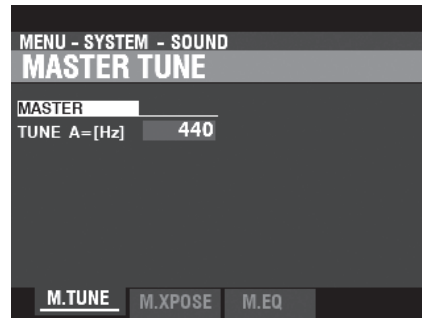 MENU - SYSTEM - SOUND
MASTER TUNE
MASTER
TUNE A=[Hz] 440
M.TUNE M.XPOSE M.EQ